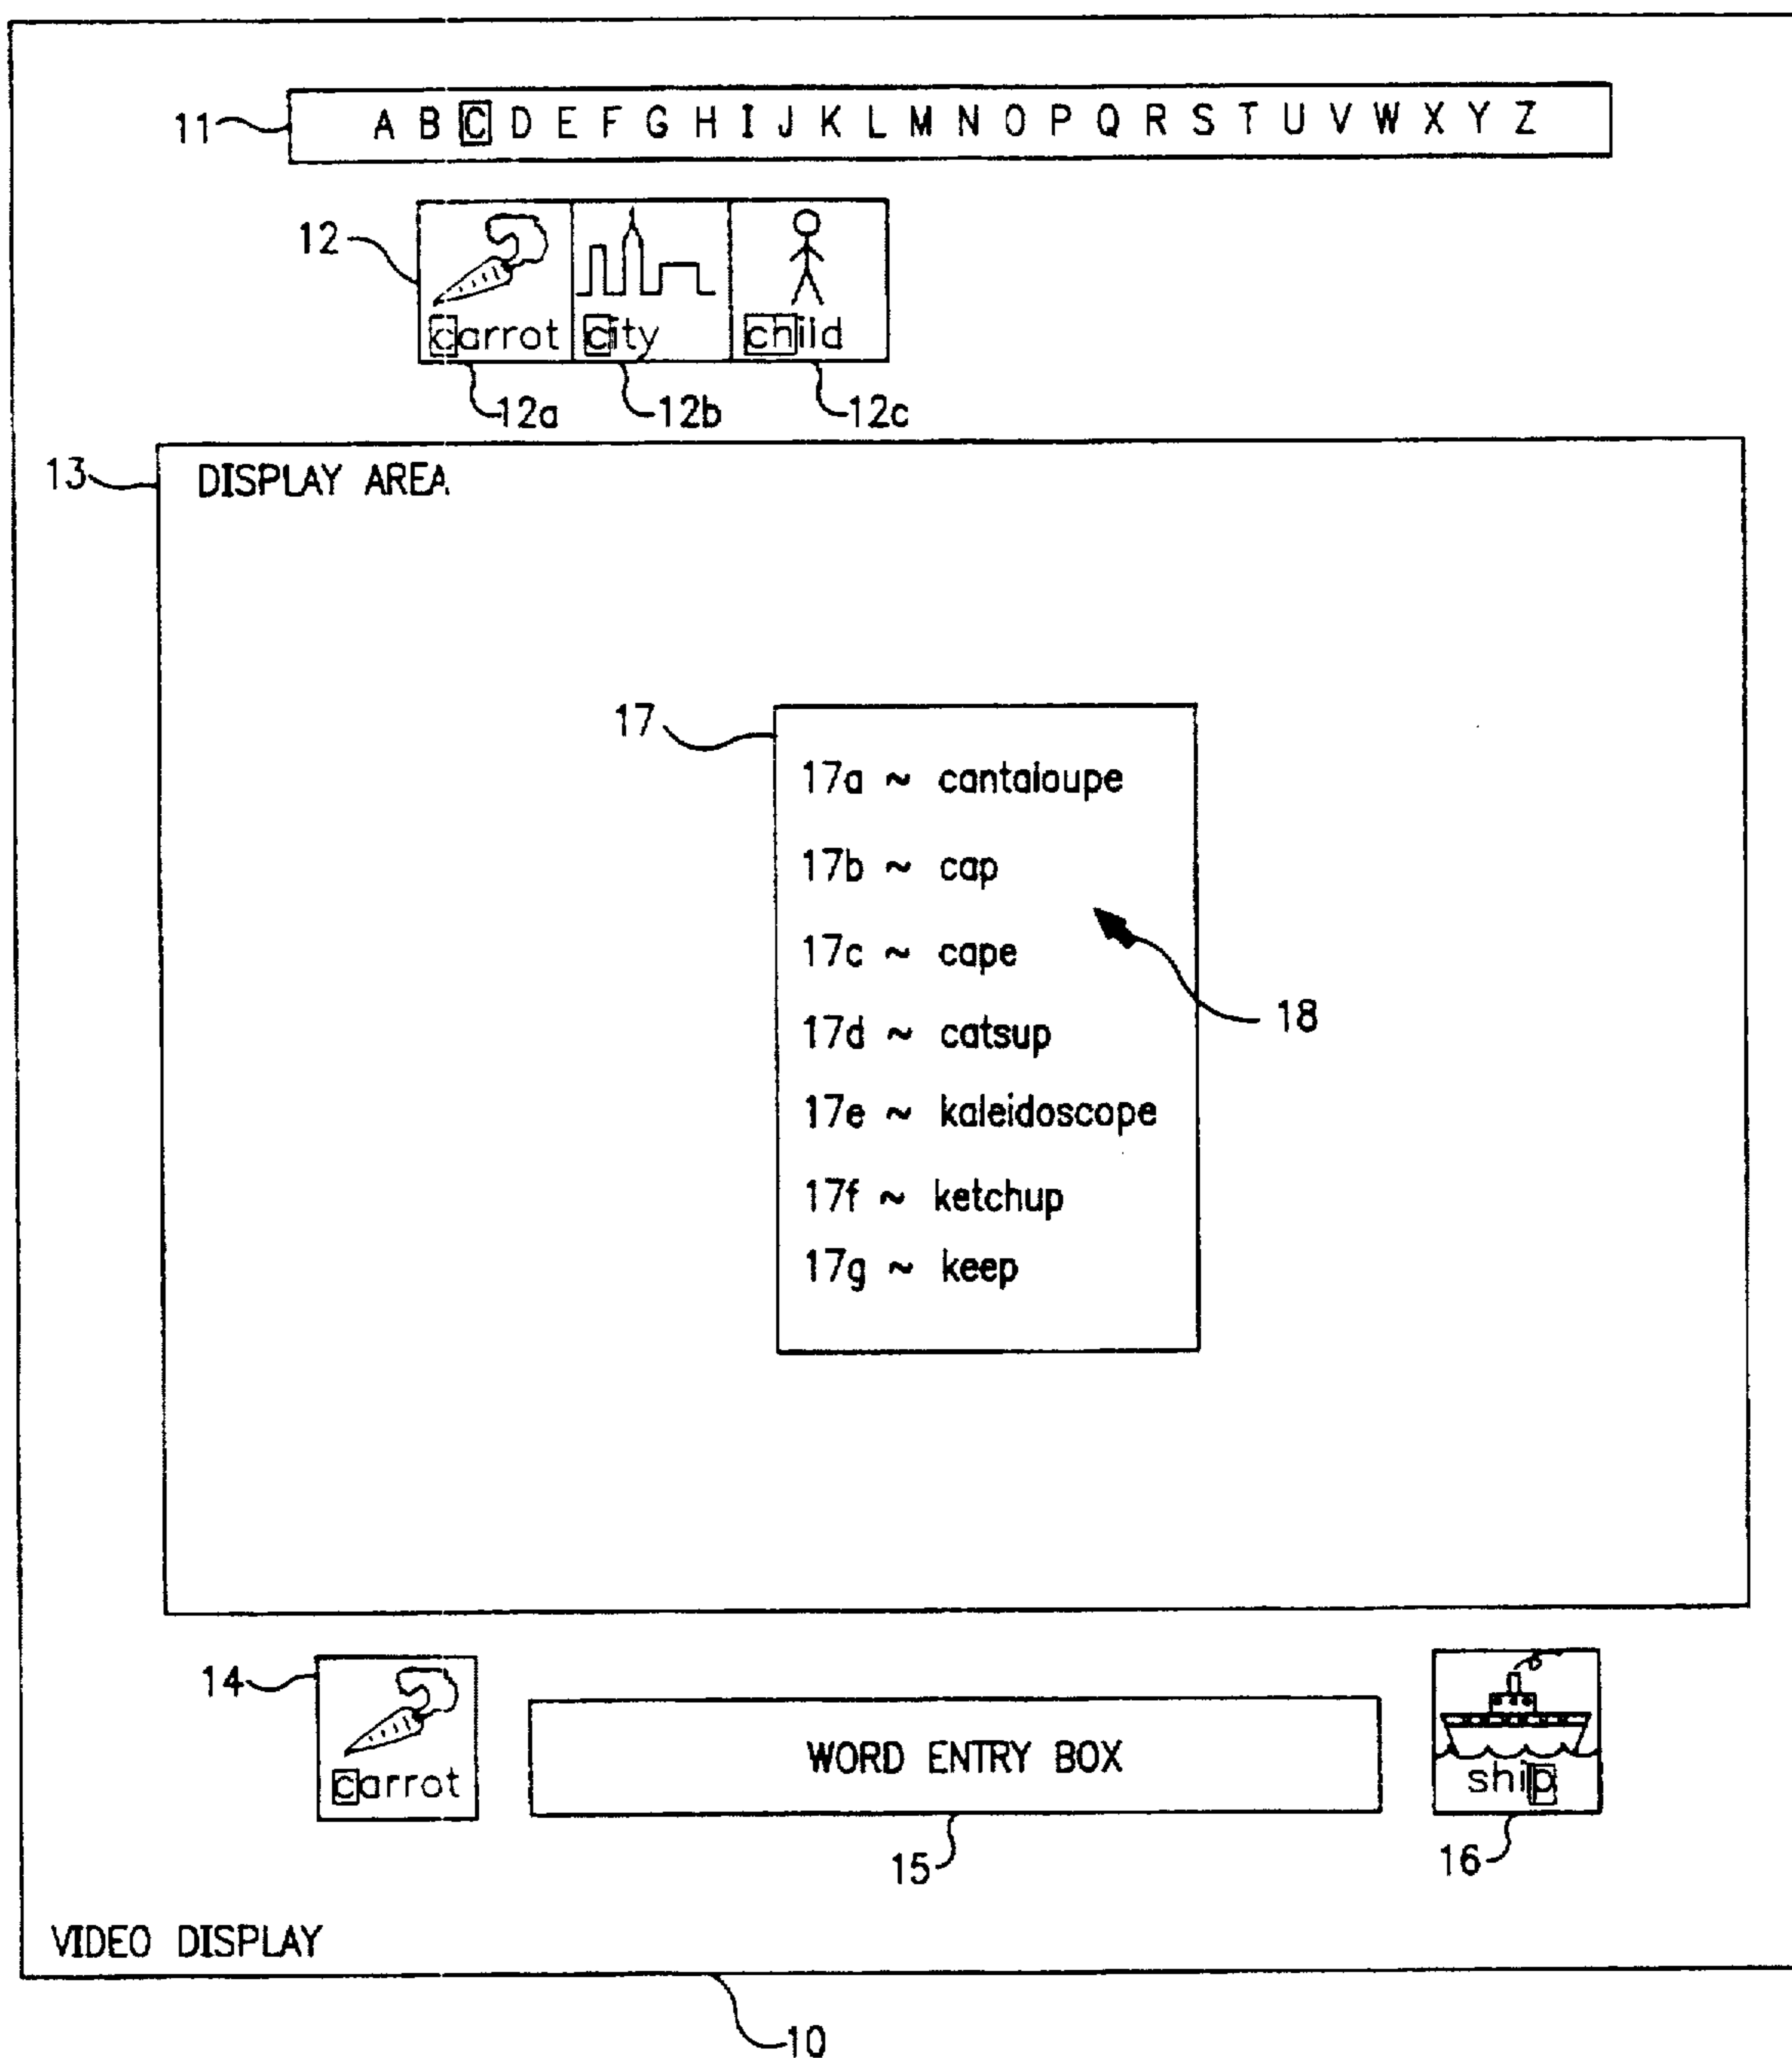 11 A B C D E F G H I J K L M N O P Q R S T U V W X Y Z
12
carrot city child
12a 12b 12c
13
DISPLAY AREA
17
17a ~ cantaloupe
17b ~ cap
17c ~ cape
17d ~ catsup
18
17e ~ kaleidoscope
17f ~ ketchup
17g ~ keep
14
WORD ENTRY BOX
carrot
ship
15
16
VIDEO DISPLAY
10